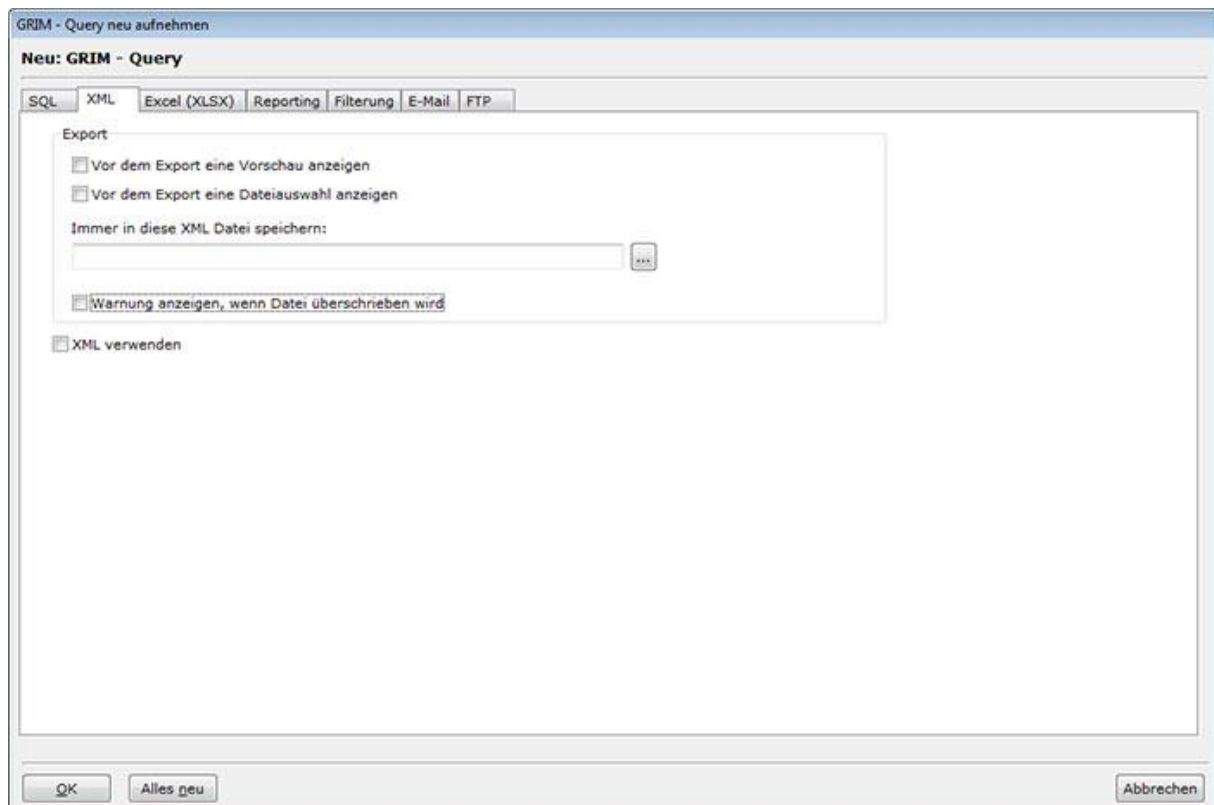 GRIM - Query neu aufnehmen
Neu: GRIM - Query
SQL XML Excel (XLSX) Reporting Filterung E-Mail FTP
Export
Vor dem Export eine Vorschau anzeigen
Vor dem Export eine Dateiauswahl anzeigen
Immer in diese XML Datei speichern:
...
Warnung anzeigen, wenn Datei überschrieben wird
XML verwenden
OK Alles neu Abbrechen